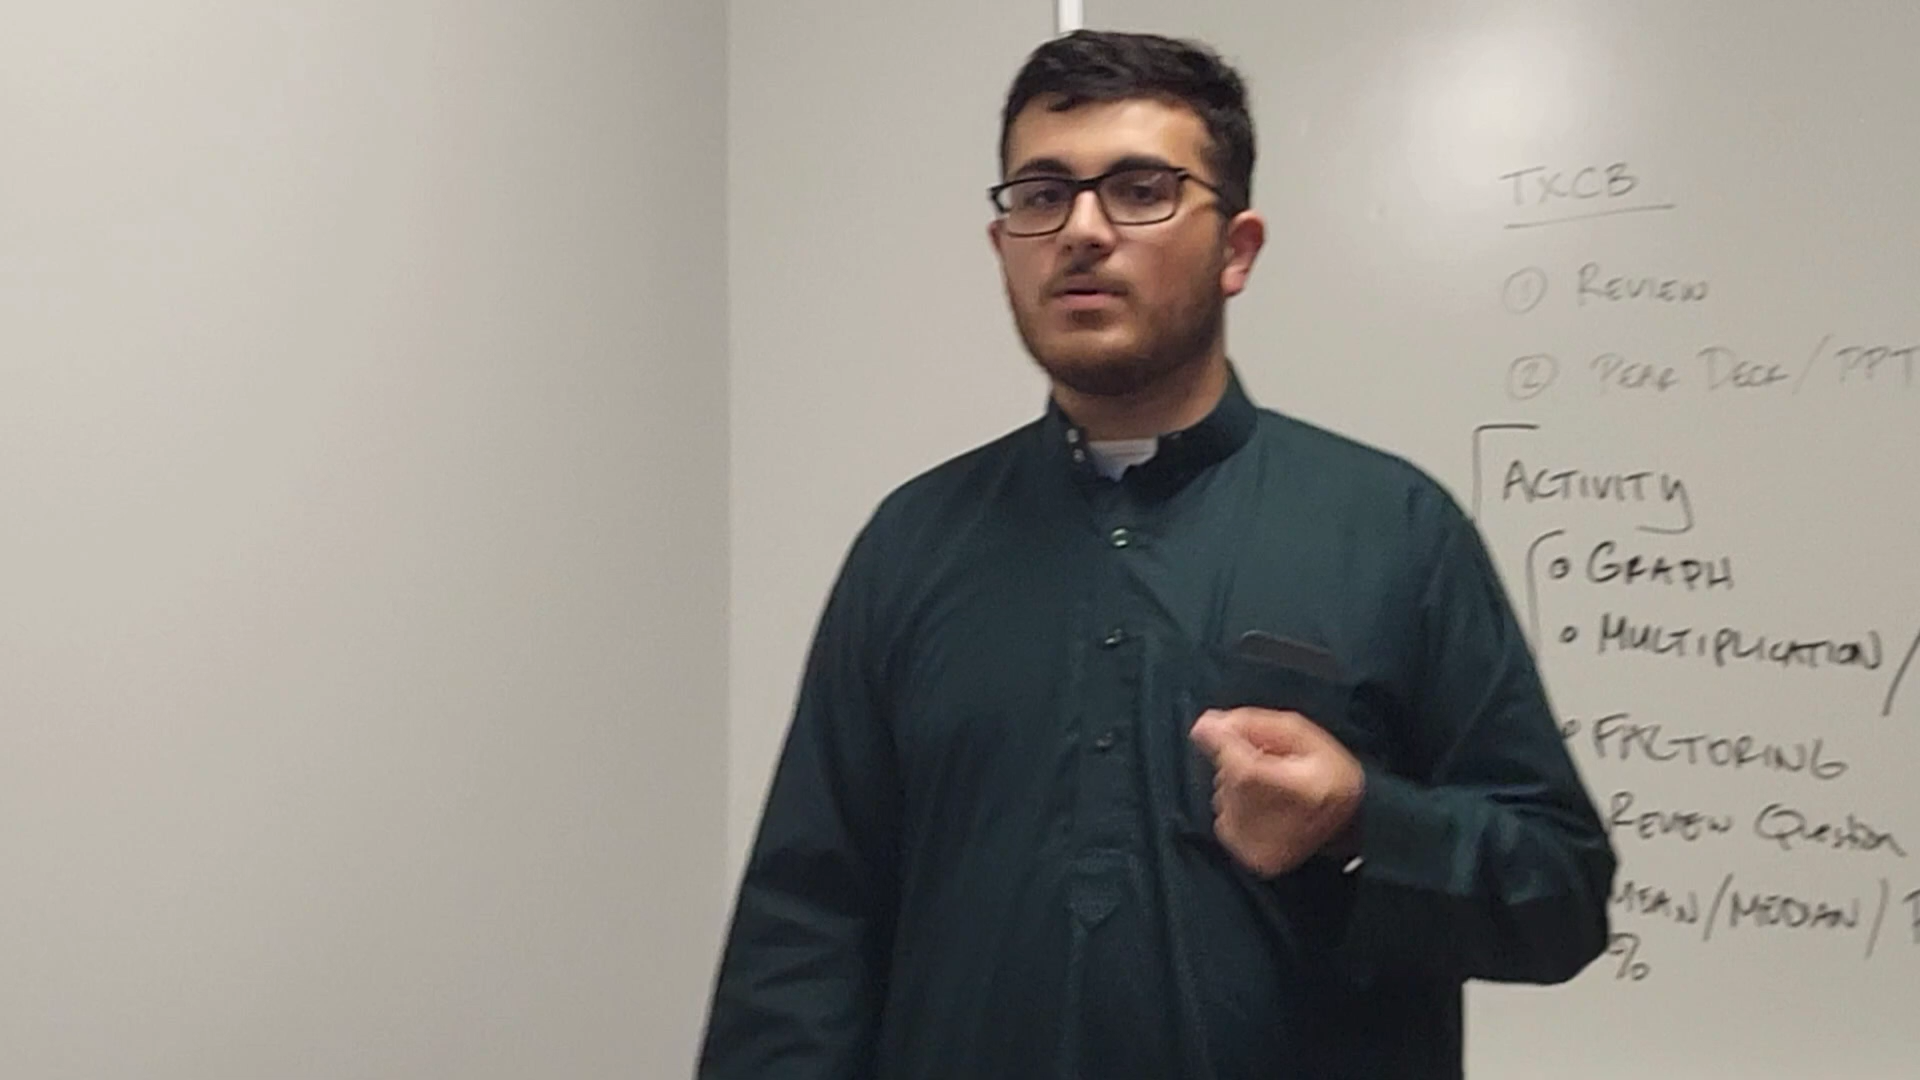 TXCB
① REVIEW
② PEAR DECK / PPT
ACTIVITY
o GRAPH
o MULTIPLICATION /
FACTORING
REVIEW QUESTION
MEAN / MEDIAN /
%